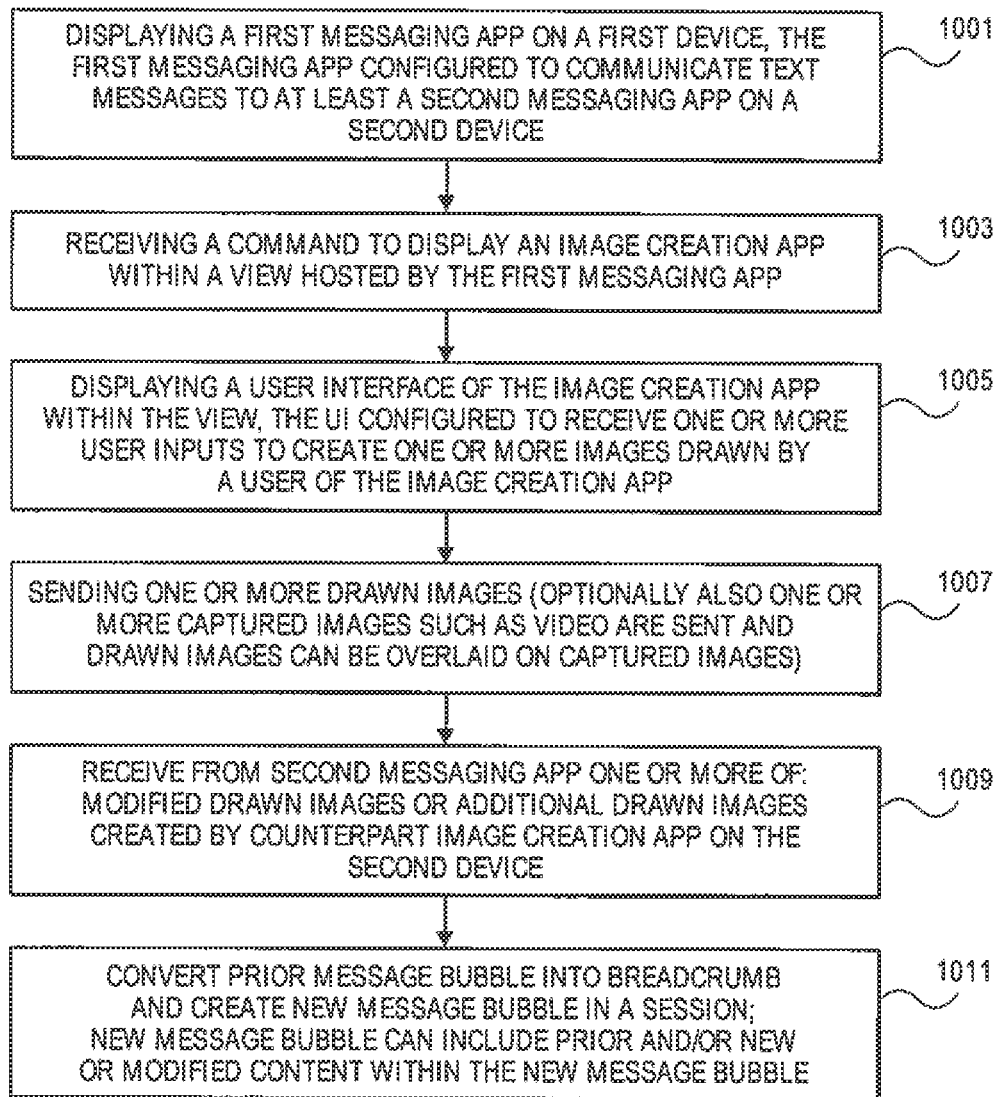 DISPLAYING A FIRST MESSAGING APP ON A FIRST DEVICE, THE
FIRST MESSAGING APP CONFIGURED TO COMMUNICATE TEXT
MESSAGES TO AT LEAST A SECOND MESSAGING APP ON A
SECOND DEVICE
1001
RECEIVING A COMMAND TO DISPLAY AN IMAGE CREATION APP
WITHIN A VIEW HOSTED BY THE FIRST MESSAGING APP
1003
DISPLAYING A USER INTERFACE OF THE IMAGE CREATION APP
WITHIN THE VIEW, THE UI CONFIGURED TO RECEIVE ONE OR MORE
USER INPUTS TO CREATE ONE OR MORE IMAGES DRAWN BY
A USER OF THE IMAGE CREATION APP
1005
SENDING ONE OR MORE DRAWN IMAGES (OPTIONALLY ALSO ONE OR
MORE CAPTURED IMAGES SUCH AS VIDEO ARE SENT AND
DRAWN IMAGES CAN BE OVERLAID ON CAPTURED IMAGES)
1007
RECEIVE FROM SECOND MESSAGING APP ONE OR MORE OF:
MODIFIED DRAWN IMAGES OR ADDITIONAL DRAWN IMAGES
CREATED BY COUNTERPART IMAGE CREATION APP ON THE
SECOND DEVICE
1009
CONVERT PRIOR MESSAGE BUBBLE INTO BREADCRUMB
AND CREATE NEW MESSAGE BUBBLE IN A SESSION;
NEW MESSAGE BUBBLE CAN INCLUDE PRIOR AND/OR NEW
OR MODIFIED CONTENT WITHIN THE NEW MESSAGE BUBBLE
1011